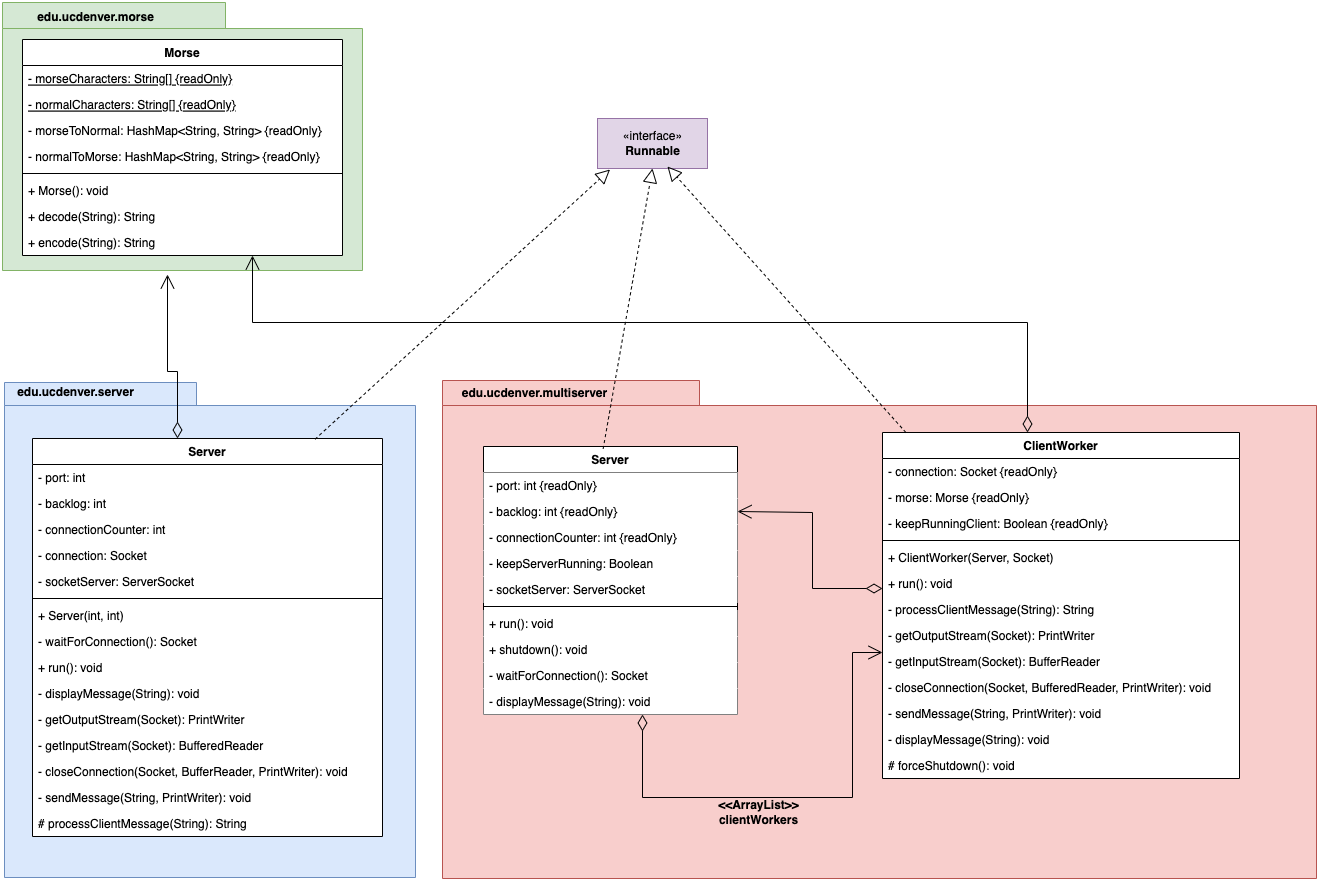 edu.ucdenver.morse
Morse
- morseCharacters: String[] {readOnly}
- normalCharacters: String[] {readOnly}
- morseToNormal: HashMap<String, String> {readOnly}
- normalToMorse: HashMap<String, String> {readOnly}
+ Morse(): void
+ decode(String): String
+ encode(String): String
«interface»
Runnable
edu.ucdenver.server
Server
- port: int
- backlog: int
- connectionCounter: int
- connection: Socket
- socketServer: ServerSocket
+ Server(int, int)
- waitForConnection(): Socket
+ run(): void
- displayMessage(String): void
- getOutputStream(Socket): PrintWriter
- getInputStream(Socket): BufferedReader
- closeConnection(Socket, BufferReader, PrintWriter): void
- sendMessage(String, PrintWriter): void
# processClientMessage(String): String
edu.ucdenver.multiserver
Server
- port: int {readOnly}
- backlog: int {readOnly}
- connectionCounter: int {readOnly}
- keepServerRunning: Boolean
- socketServer: ServerSocket
+ run(): void
+ shutdown(): void
- waitForConnection(): Socket
- displayMessage(String): void
ClientWorker
- connection: Socket {readOnly}
- morse: Morse {readOnly}
- keepRunningClient: Boolean {readOnly}
+ ClientWorker(Server, Socket)
+ run(): void
- processClientMessage(String): String
- getOutputStream(Socket): PrintWriter
- getInputStream(Socket): BufferReader
- closeConnection(Socket, BufferedReader, PrintWriter): void
- sendMessage(String, PrintWriter): void
- displayMessage(String): void
# forceShutdown(): void
<<ArrayList>>
clientWorkers